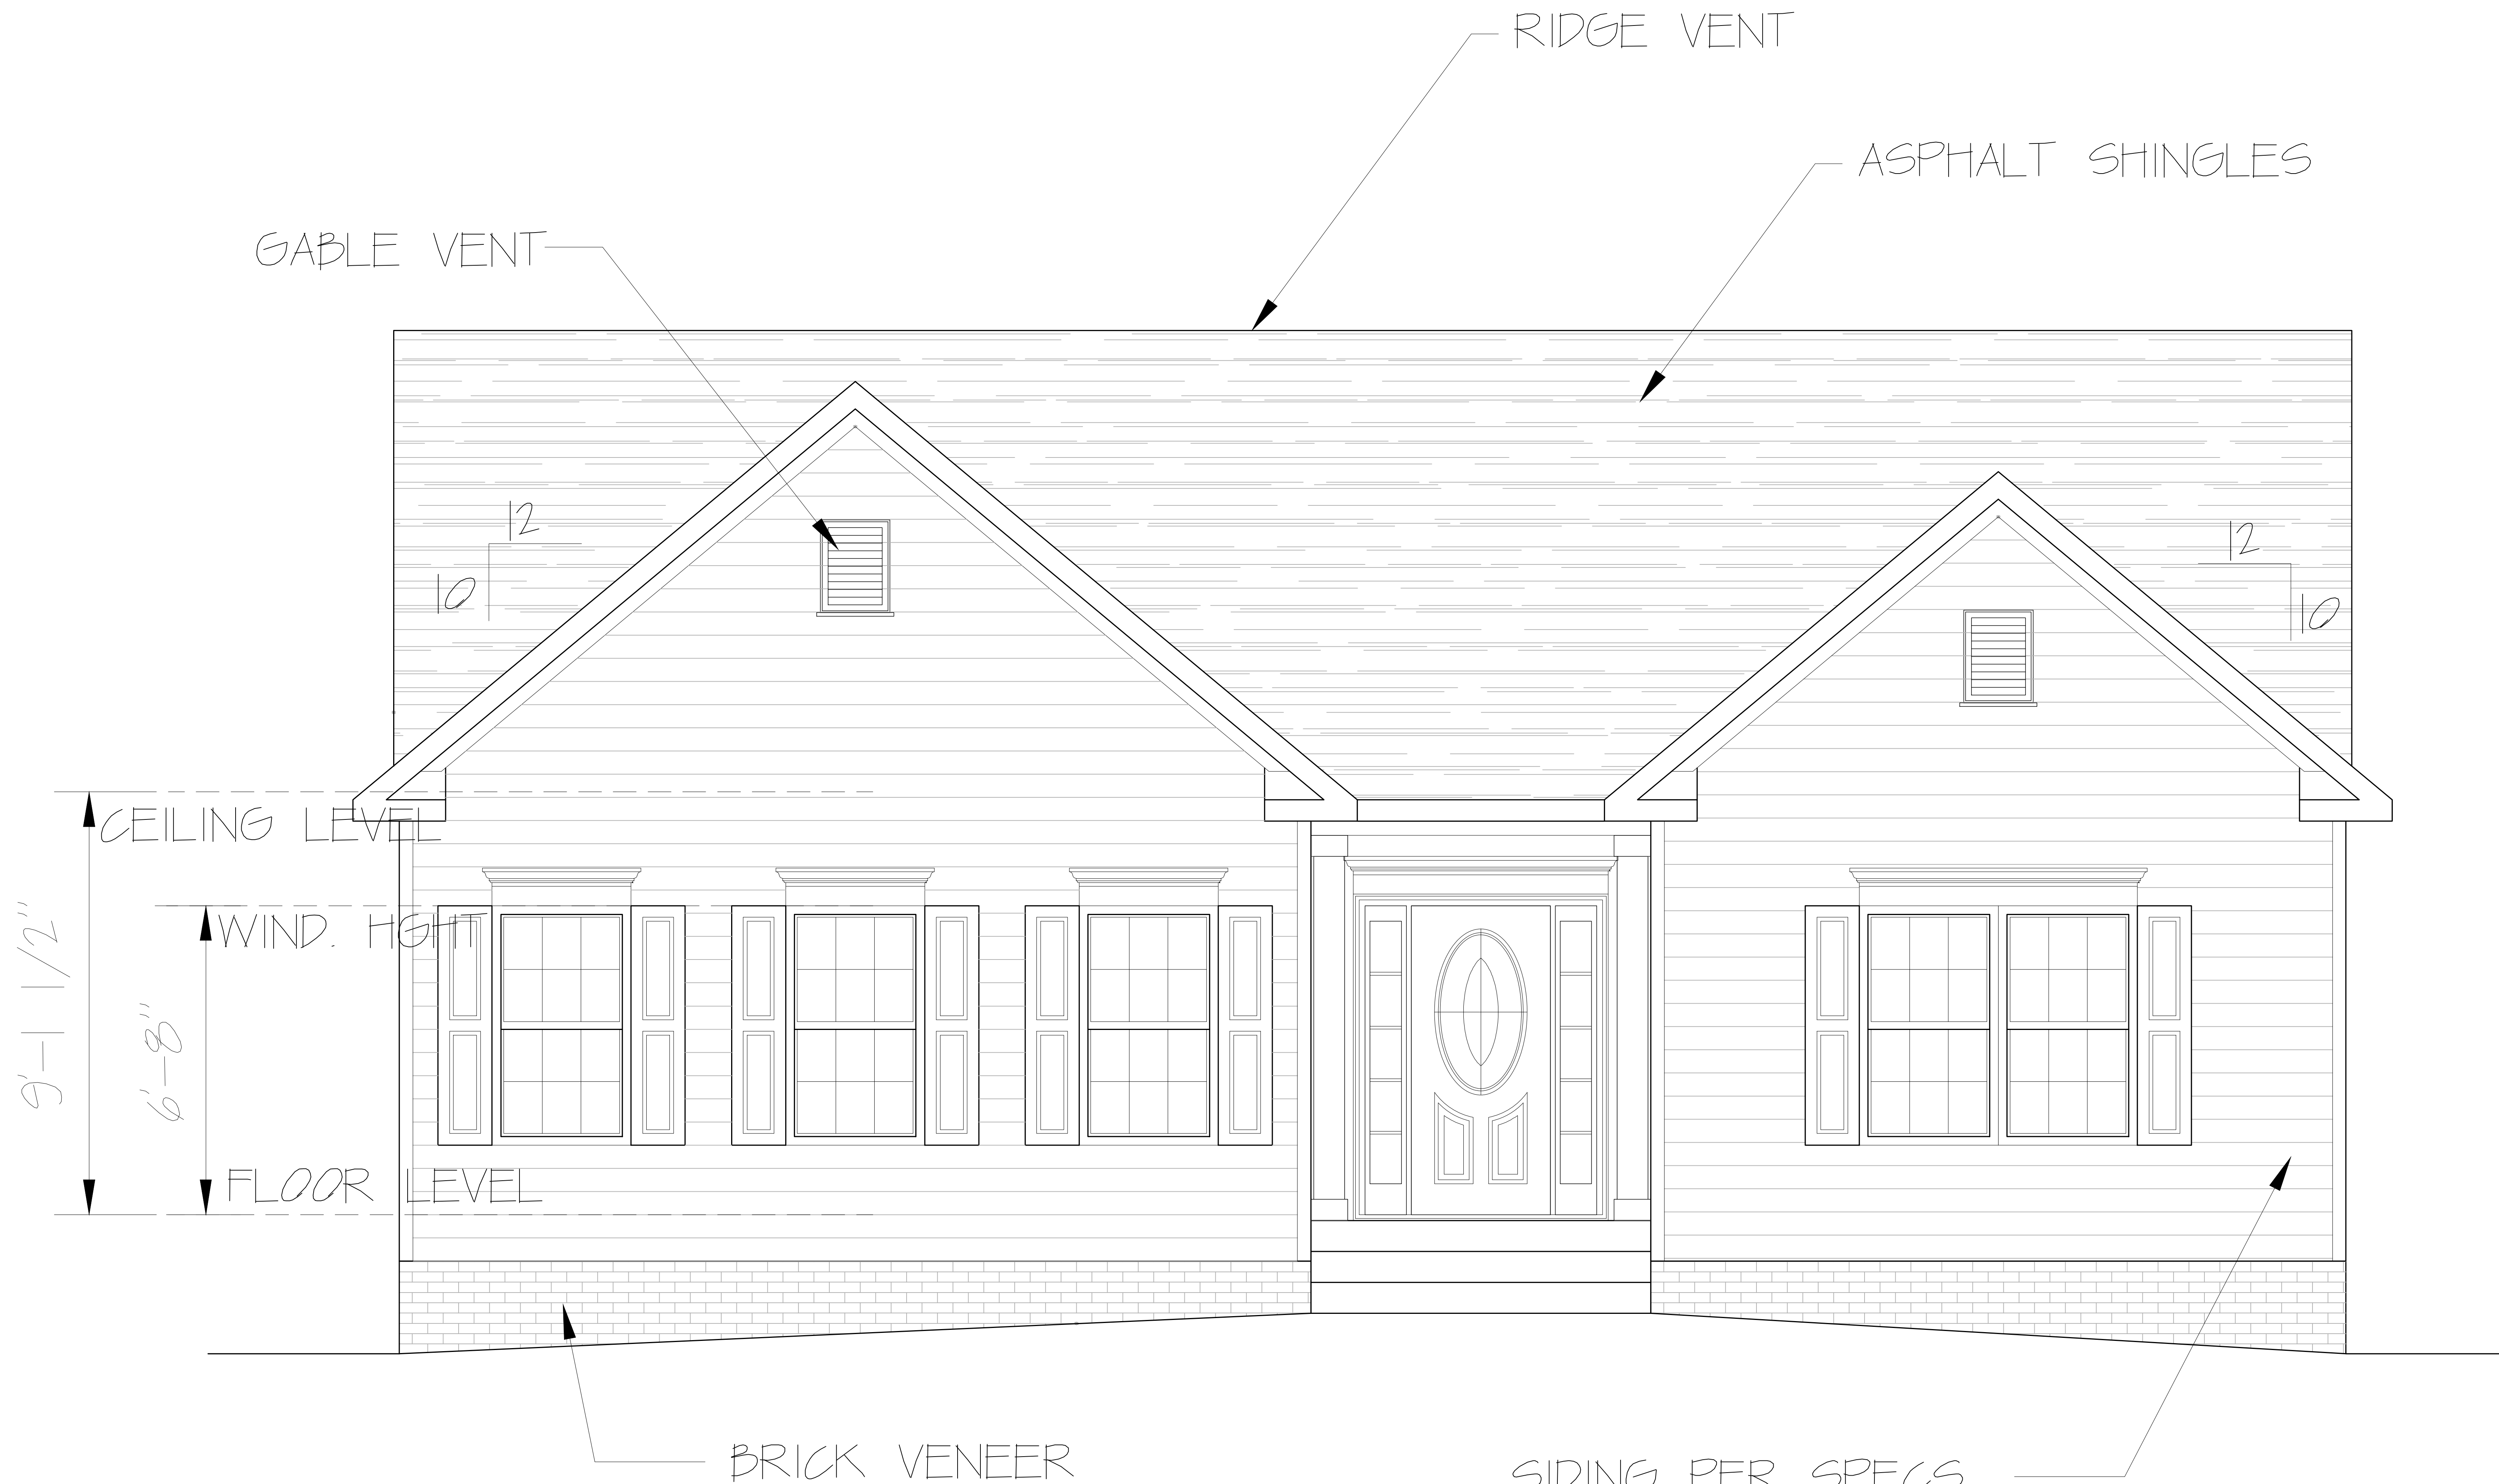 RIDGE VENT
ASPHALT SHINGLES
GABLE VENT
12
10
12
10
CEILING LEVEL
WIND. HGHT
9'-1 1/2"
6'-8"
FLOOR LEVEL
BRICK VENEER
SIDING PER SPECS